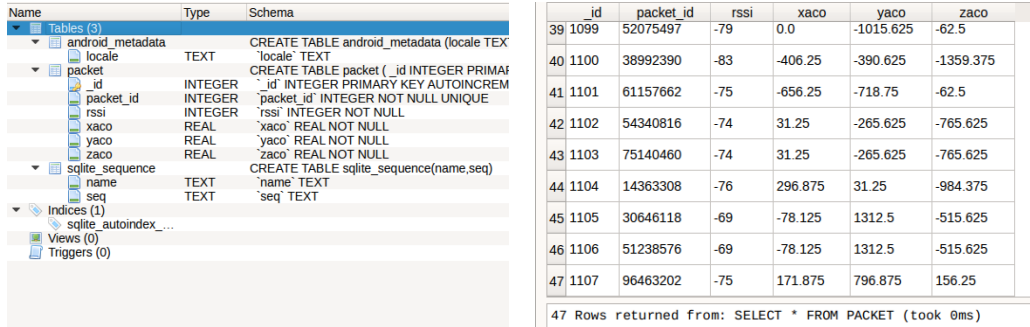 Name Type Schema
Tables (3)
android_metadata CREATE TABLE android_metadata (locale TEX
locale TEXT `locale` TEXT
packet CREATE TABLE packet ( _id INTEGER PRIMAR
_id INTEGER `_id` INTEGER PRIMARY KEY AUTOINCREM
packet_id INTEGER `packet_id` INTEGER NOT NULL UNIQUE
rssi INTEGER `rssi` INTEGER NOT NULL
xaco REAL `xaco` REAL NOT NULL
yaco REAL `yaco` REAL NOT NULL
zaco REAL `zaco` REAL NOT NULL
sqlite_sequence CREATE TABLE sqlite_sequence(name,seq)
name TEXT `name` TEXT
seq TEXT `seq` TEXT
Indices (1)
sqlite_autoindex_...
Views (0)
Triggers (0)
_id packet_id rssi xaco yaco zaco
39 1099 52075497 -79 0.0 -1015.625 -62.5
40 1100 38992390 -83 -406.25 -390.625 -1359.375
41 1101 61157662 -75 -656.25 -718.75 -62.5
42 1102 54340816 -74 31.25 -265.625 -765.625
43 1103 75140460 -74 31.25 -265.625 -765.625
44 1104 14363308 -76 296.875 31.25 -984.375
45 1105 30646118 -69 -78.125 1312.5 -515.625
46 1106 51238576 -69 -78.125 1312.5 -515.625
47 1107 96463202 -75 171.875 796.875 156.25
47 Rows returned from: SELECT * FROM PACKET (took 0ms)